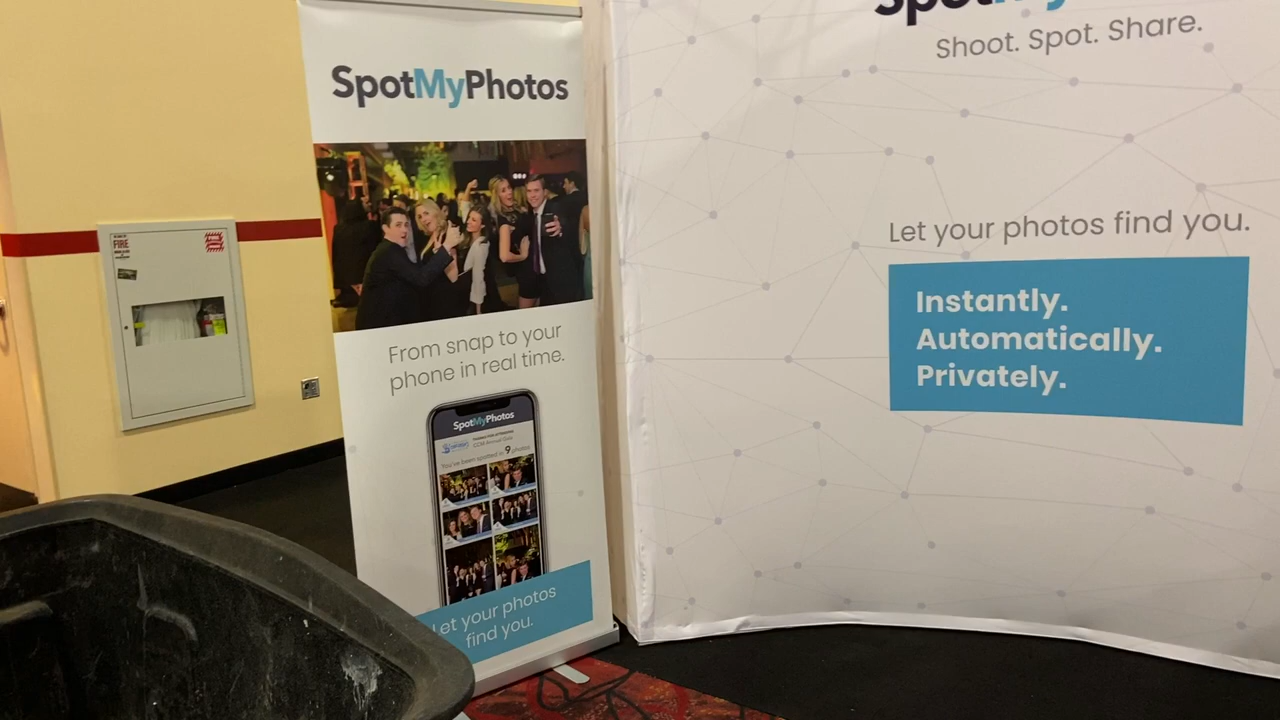 SpotMyPhotos
From snap to your
phone in real time.
SpotMyPhotos
You've been spotted in 9 photos
Let your photos
find you.
Shoot. Spot. Share.
Let your photos find you.
Instantly.
Automatically.
Privately.
FIRE